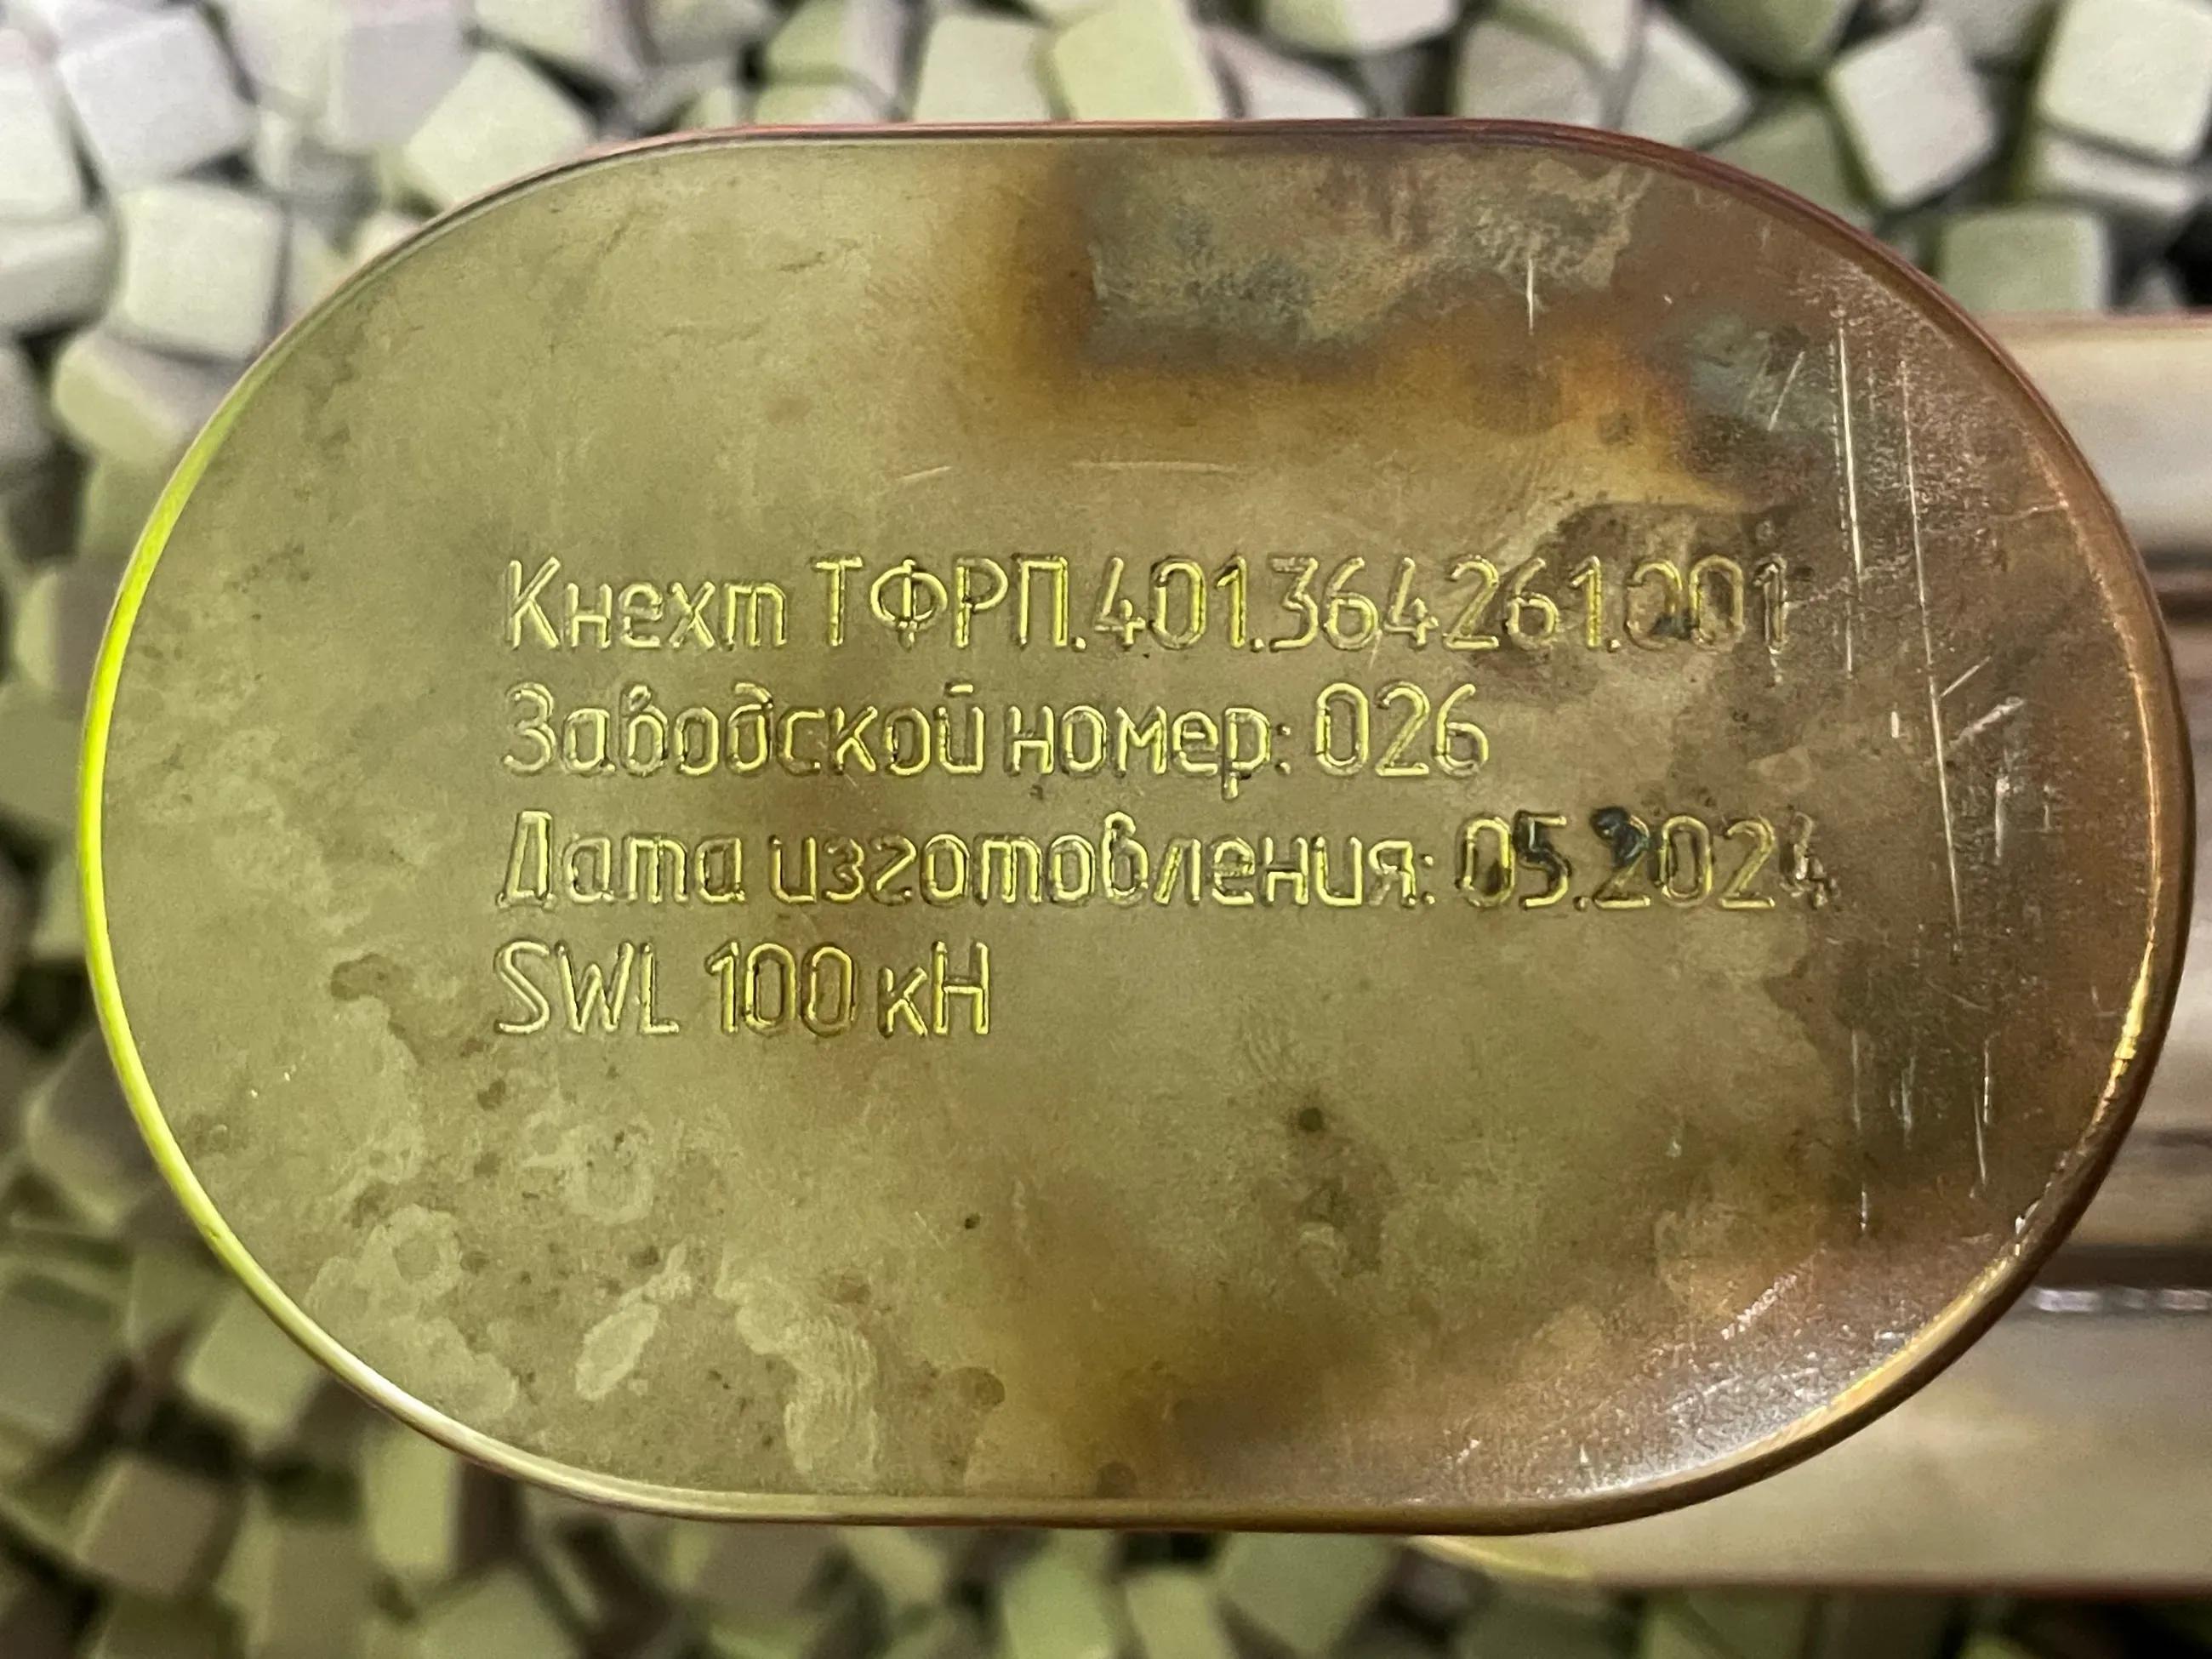 Кнехт ТФРП.401.364261.001
Заводской номер: 026
Дата изготовления: 05.2024
SWL 100 кН